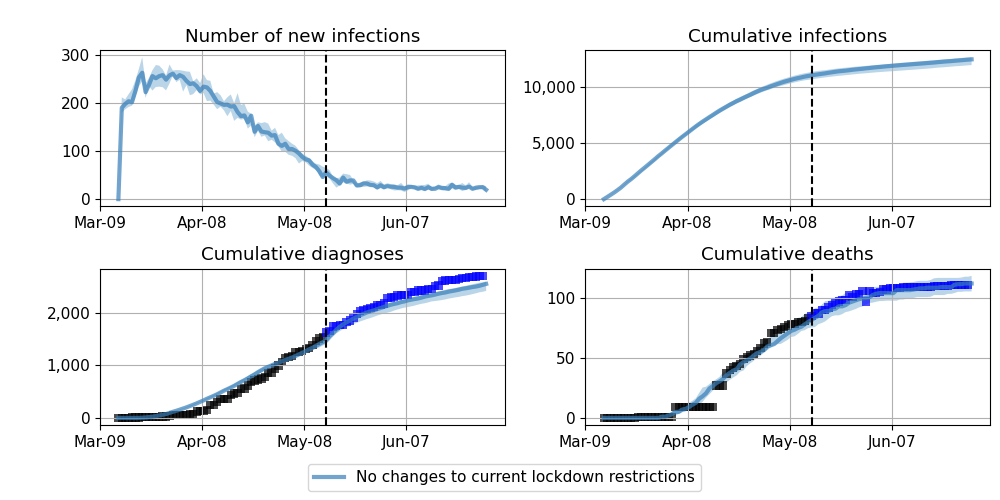 Number of new infections
300
200
100
0
Mar-09 Apr-08 May-08 Jun-07
Cumulative infections
10,000
5,000
0
Mar-09 Apr-08 May-08 Jun-07
Cumulative diagnoses
2,000
1,000
0
Mar-09 Apr-08 May-08 Jun-07
Cumulative deaths
100
50
0
Mar-09 Apr-08 May-08 Jun-07
No changes to current lockdown restrictions